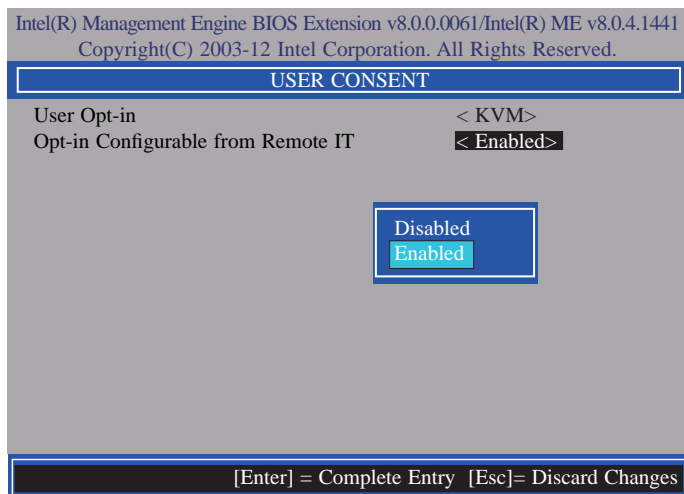 Intel(R) Management Engine BIOS Extension v8.0.0.0061/Intel(R) ME v8.0.4.1441
Copyright(C) 2003-12 Intel Corporation. All Rights Reserved.
USER CONSENT
User Opt-in < KVM>
Opt-in Configurable from Remote IT < Enabled>
Disabled
Enabled
[Enter] = Complete Entry [Esc]= Discard Changes